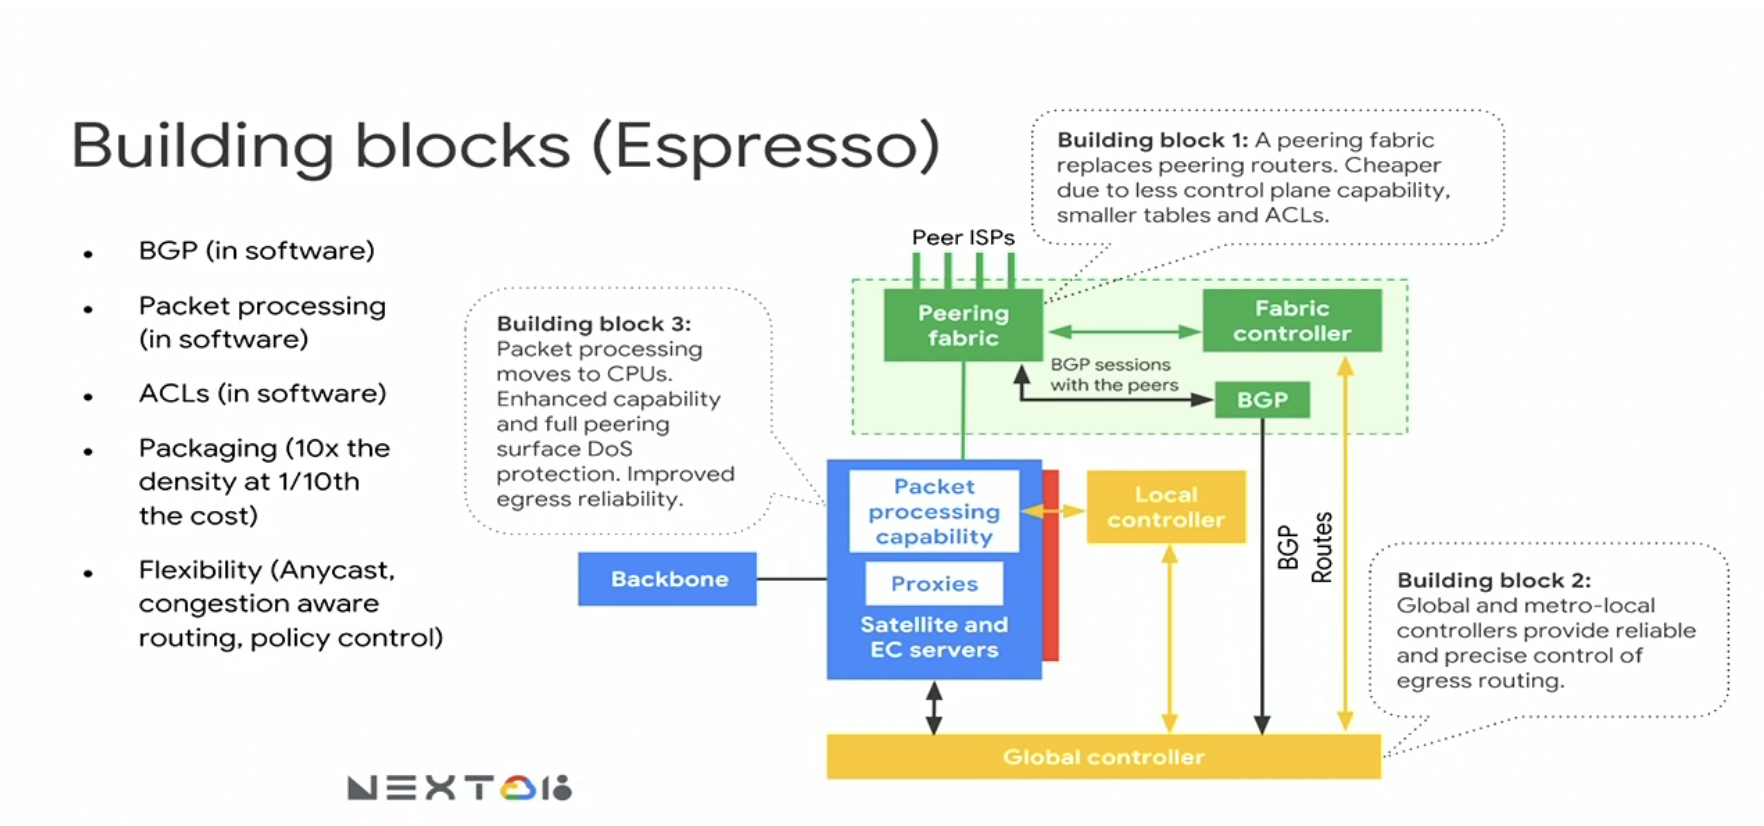 Building blocks (Espresso)
BGP (in software)
Packet processing
(in software)
ACLs (in software)
Packaging (10x the
density at 1/10th
the cost)
Flexibility (Anycast,
congestion aware
routing, policy control)
Building block 1: A peering fabric
replaces peering routers. Cheaper
due to less control plane capability,
smaller tables and ACLs.
Peer ISPs
Peering
fabric
Fabric
controller
BGP sessions
with the peers
BGP
Building block 3:
Packet processing
moves to CPUs.
Enhanced capability
and full peering
surface DoS
protection. Improved
egress reliability.
Packet
processing
capability
Proxies
Satellite and
EC servers
Backbone
Local
controller
BGP
Routes
Building block 2:
Global and metro-local
controllers provide reliable
and precise control of
egress routing.
Global controller
NEXT18